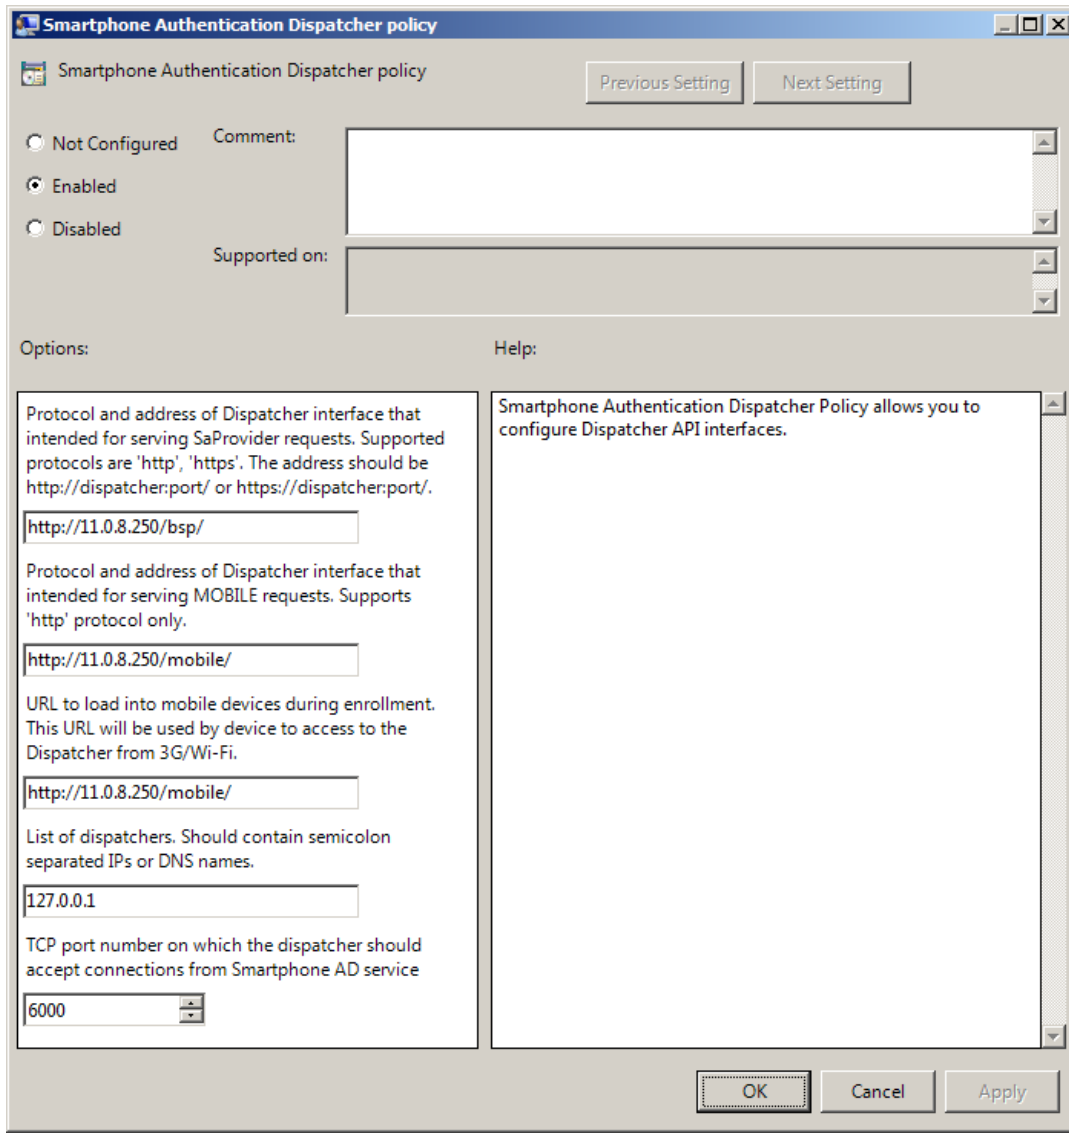 Smartphone Authentication Dispatcher policy
Smartphone Authentication Dispatcher policy
Previous Setting
Next Setting
Not Configured
Comment:
Enabled
Disabled
Supported on:
Options:
Help:
Protocol and address of Dispatcher interface that
intended for serving SaProvider requests. Supported
protocols are 'http', 'https'. The address should be
http://dispatcher:port/ or https://dispatcher:port/.
http://11.0.8.250/bsp/
Protocol and address of Dispatcher interface that
intended for serving MOBILE requests. Supports
'http' protocol only.
http://11.0.8.250/mobile/
URL to load into mobile devices during enrollment.
This URL will be used by device to access to the
Dispatcher from 3G/Wi-Fi.
http://11.0.8.250/mobile/
List of dispatchers. Should contain semicolon
separated IPs or DNS names.
127.0.0.1
TCP port number on which the dispatcher should
accept connections from Smartphone AD service
6000
Smartphone Authentication Dispatcher Policy allows you to
configure Dispatcher API interfaces.
OK
Cancel
Apply